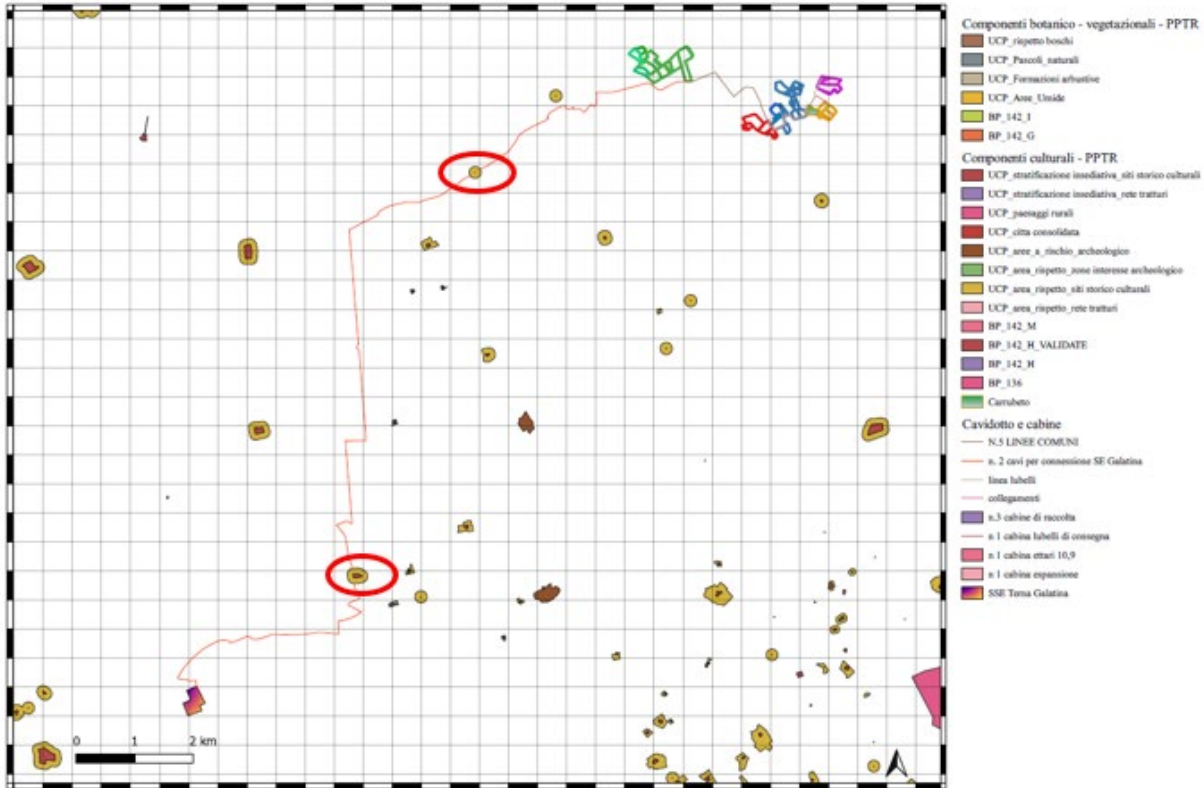 Componenti botanico - vegetazionali - PPTR
UCP_rispetto boschi
UCP_Pascoli_naturali
UCP_Formazioni arbustive
UCP_Aree_Umide
BP_142_I
BP_142_G
Componenti culturali - PPTR
UCP_stratificazione insediativa_siti storico culturali
UCP_stratificazione insediativa_rete tratturi
UCP_paesaggi rurali
UCP_citta consolidata
UCP_aree_a_rischio_archeologico
UCP_area_rispetto_zone interesse archeologico
UCP_area_rispetto_siti storico culturali
UCP_area_rispetto_rete tratturi
BP_142_M
BP_142_H_VALIDATE
BP_142_H
BP_136
Carrubeto
Cavidotto e cabine
N.5 LINEE COMUNI
n. 2 cavi per connessione SE Galatina
linea lubelli
collegamenti
n.3 cabine di raccolta
n 1 cabina lubelli di consegna
n 1 cabina ettari 10,9
n 1 cabina espansione
SSE Terna Galatina
0 1 2 km